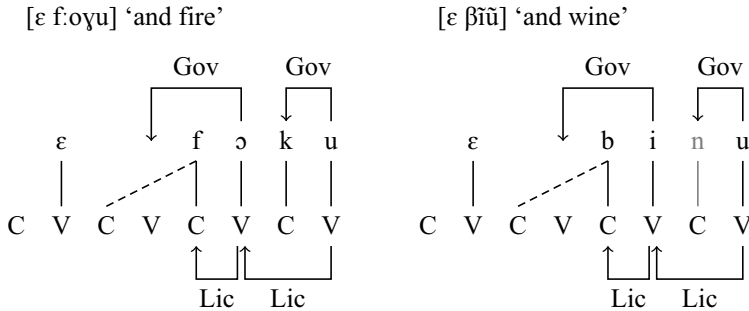 [ɛ fːoɣu] ‘and fire’ [ɛ βĩũ] ‘and wine’
Gov Gov Gov Gov
ɛ f ɔ k u ɛ b i n u
C V C V C V C V C V C V C V C V
Lic Lic Lic Lic